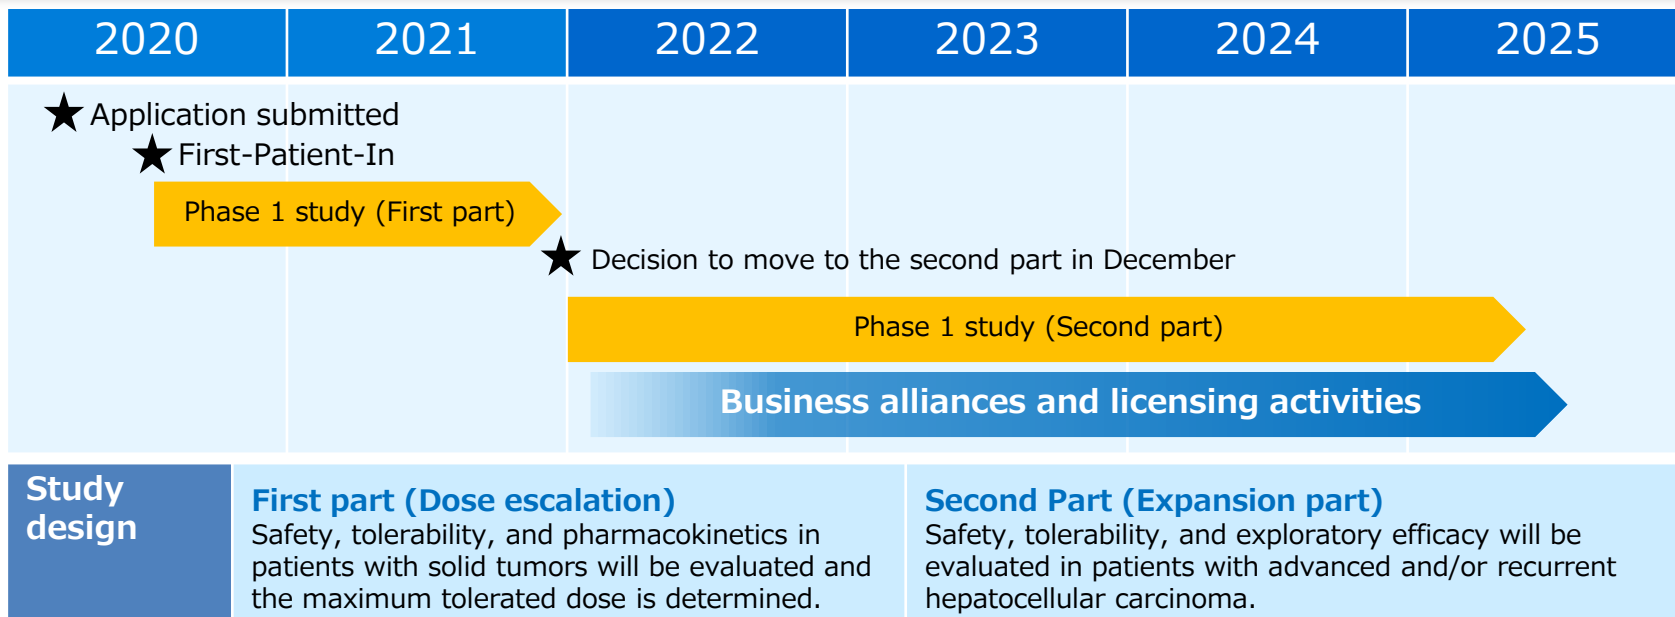 2020 2021 2022 2023 2024 2025
Application submitted
First-Patient-In
Phase 1 study (First part)
Decision to move to the second part in December
Phase 1 study (Second part)
Business alliances and licensing activities
Study
design
First part (Dose escalation)
Safety, tolerability, and pharmacokinetics in
patients with solid tumors will be evaluated and
the maximum tolerated dose is determined.
Second Part (Expansion part)
Safety, tolerability, and exploratory efficacy will be
evaluated in patients with advanced and/or recurrent
hepatocellular carcinoma.